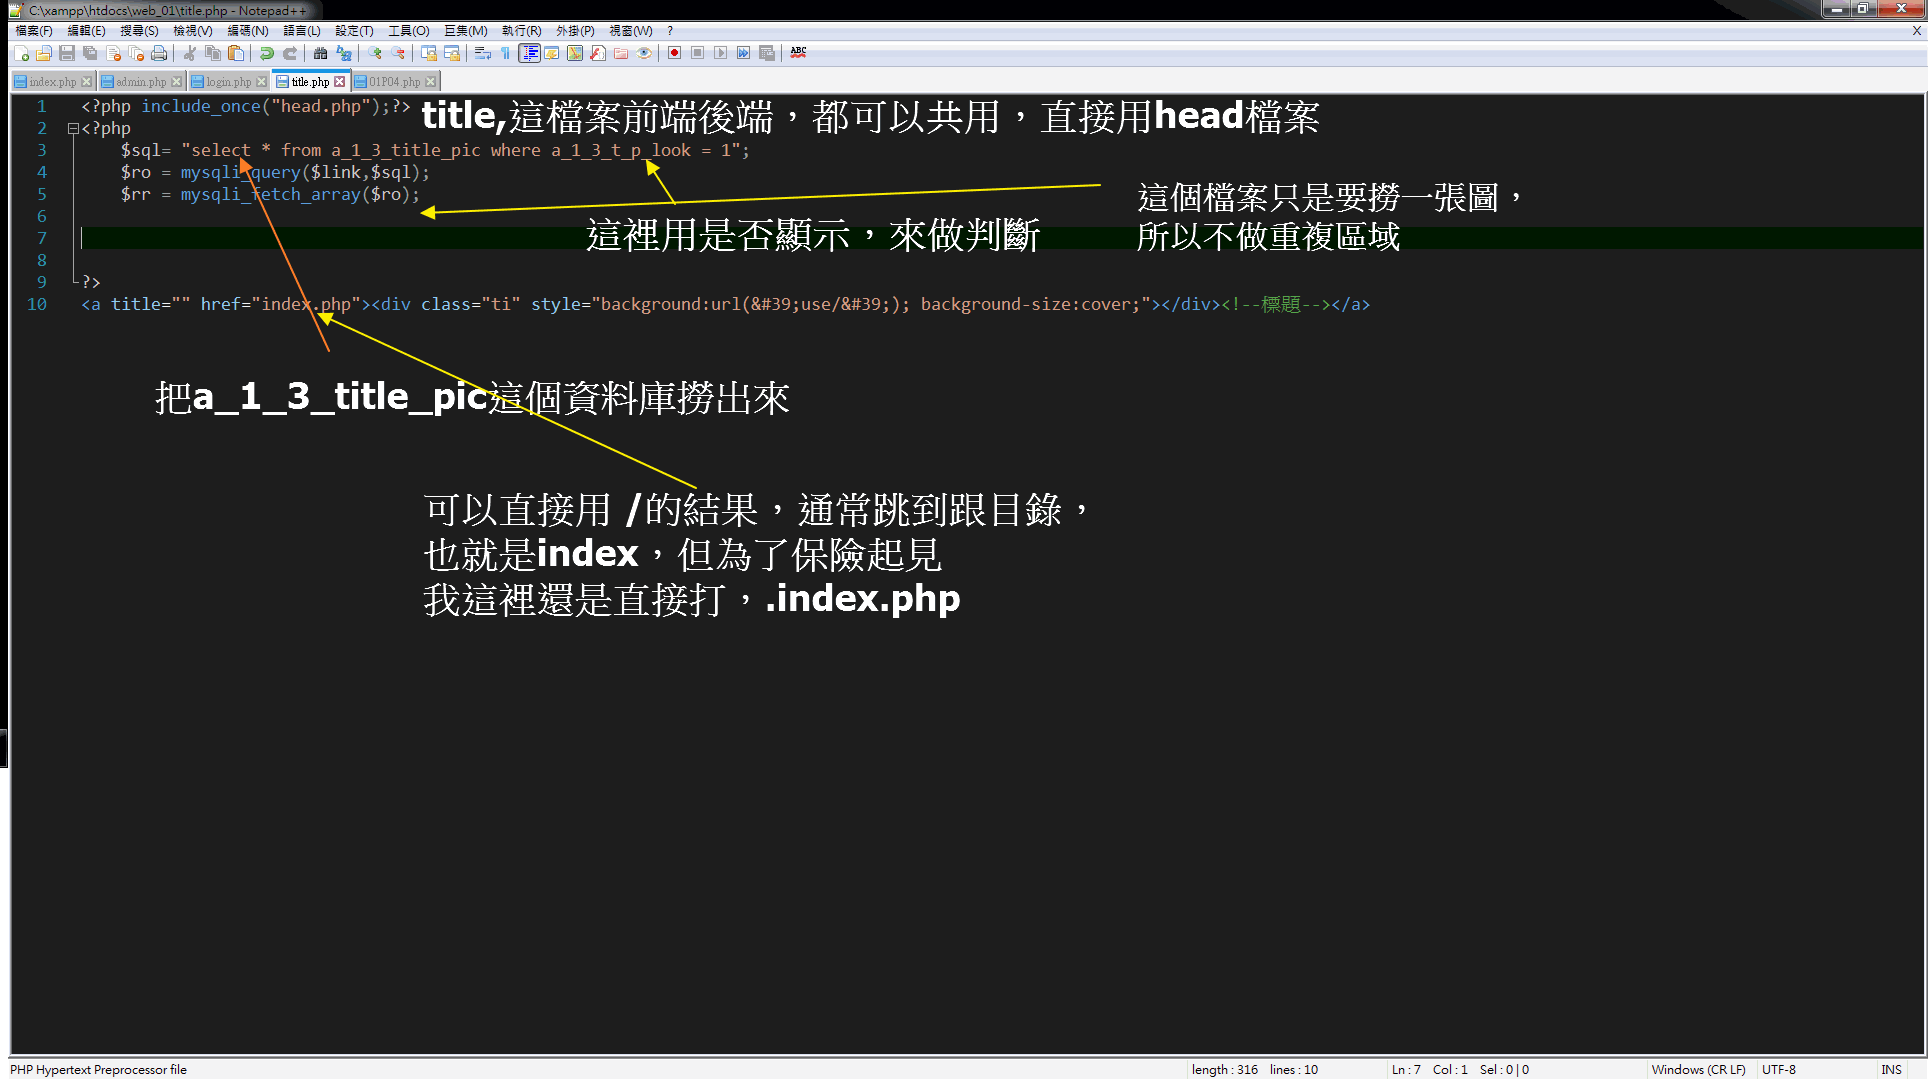 C:\xampp\htdocs\web_01\title.php - Notepad++
檔案(F) 編輯(E) 搜尋(S) 檢視(V) 編碼(N) 語言(L) 設定(T) 工具(O) 巨集(M) 執行(R) 外掛(P) 視窗(W) ? X
ABC
index.php admin.php login.php title.php 01P04.php
1 <?php include_once("head.php");?>
title,這檔案前端後端，都可以共用，直接用head檔案
2 <?php
3 $sql= "select * from a_1_3_title_pic where a_1_3_t_p_look = 1";
4 $ro = mysqli_query($link,$sql);
5 $rr = mysqli_fetch_array($ro);
6
7
8
9 ?>
10 <a title="" href="index.php"><div class="ti" style="background:url(&#39;use/&#39;); background-size:cover;"></div><!--標題--></a>
這個檔案只是要撈一張圖，
所以不做重複區域
這裡用是否顯示，來做判斷
把a_1_3_title_pic這個資料庫撈出來
可以直接用 /的結果，通常跳到跟目錄，
也就是index，但為了保險起見
我這裡還是直接打，.index.php
PHP Hypertext Preprocessor file length : 316 lines : 10 Ln : 7 Col : 1 Sel : 0 | 0 Windows (CR LF) UTF-8 INS